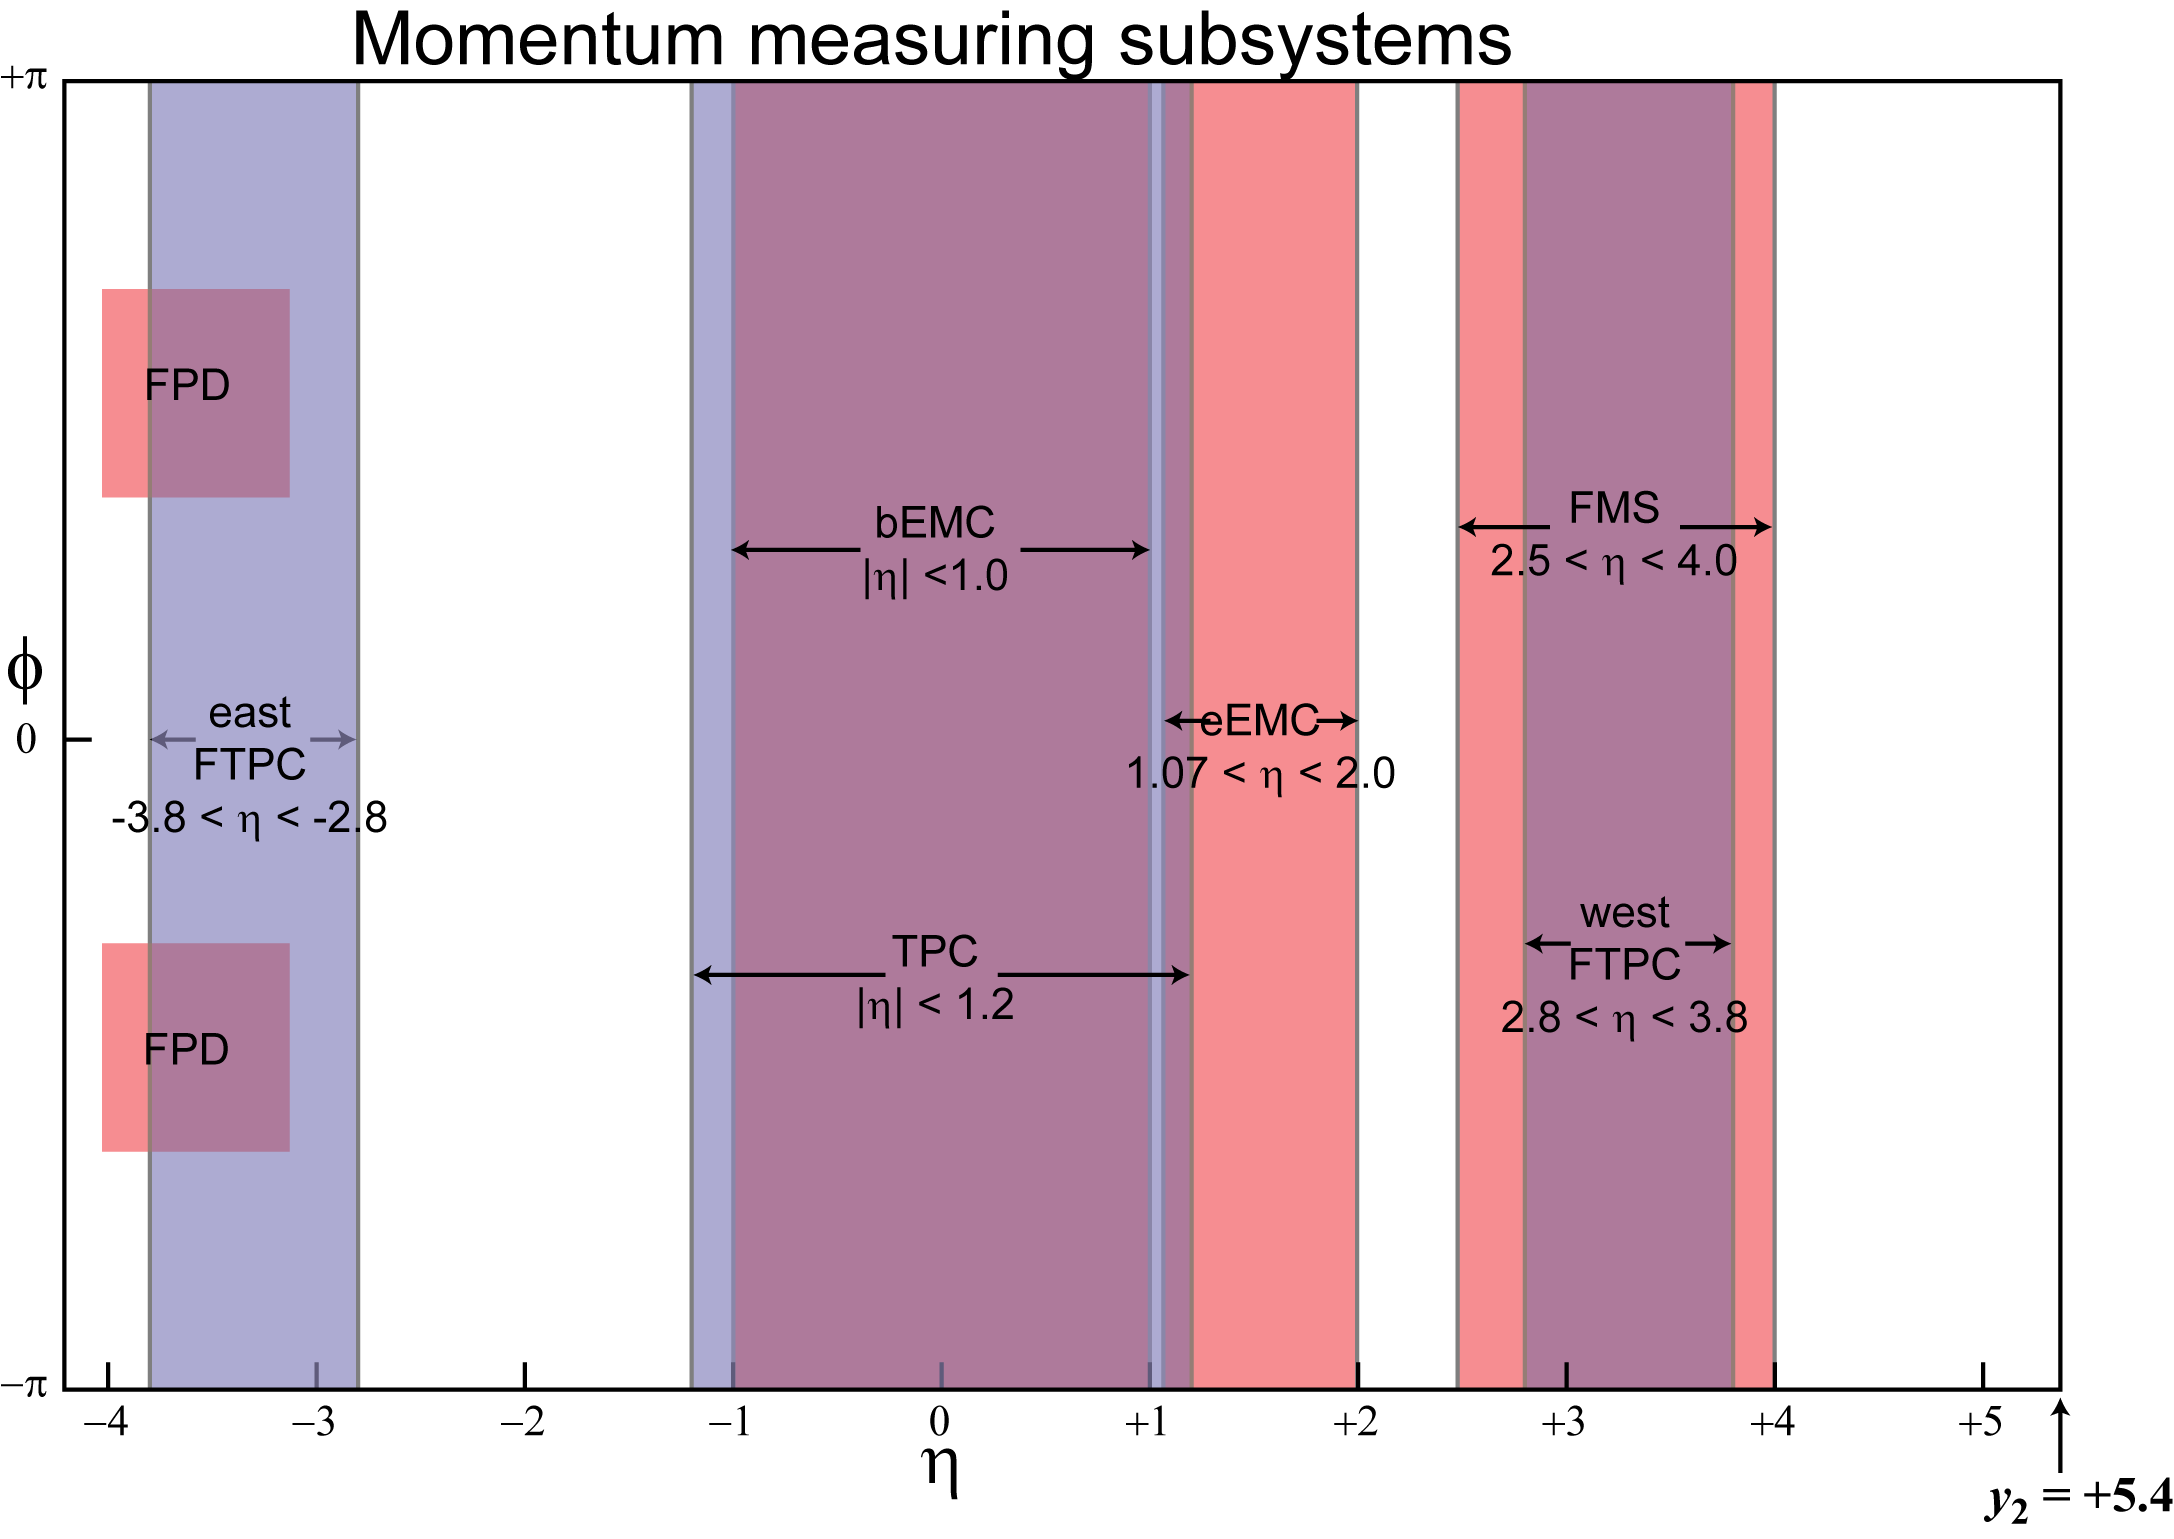 Momentum measuring subsystems
+π
FPD
bEMC
|η| <1.0
FMS
2.5 < η < 4.0
ϕ
0
east
FTPC
-3.8 < η < -2.8
eEMC
1.07 < η < 2.0
west
FTPC
2.8 < η < 3.8
TPC
|η| < 1.2
FPD
−π
−4 −3 −2 −1 0 +1 +2 +3 +4 +5
η
y2 = +5.4